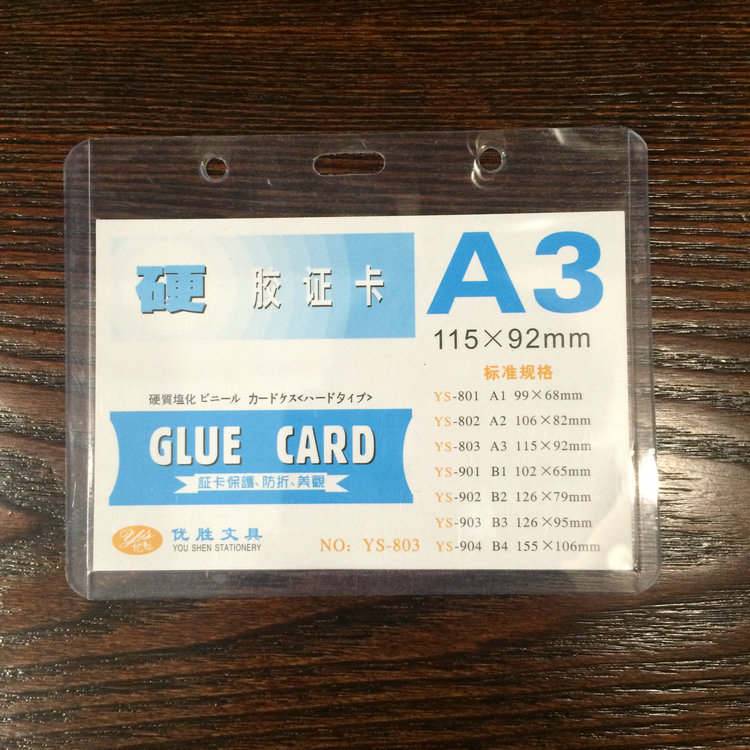 硬 胶证卡
A3
115×92mm
标准规格
硬質塩化 ビニール カードケス<ハードタイプ>
GLUE CARD
証卡保護、防折、美觀
Ys
优胜
优胜文具
YOU SHEN STATIONERY
NO: YS-803
YS-801 A1 99×68mm
YS-802 A2 106×82mm
YS-803 A3 115×92mm
YS-901 B1 102×65mm
YS-902 B2 126×79mm
YS-903 B3 126×95mm
YS-904 B4 155×106mm